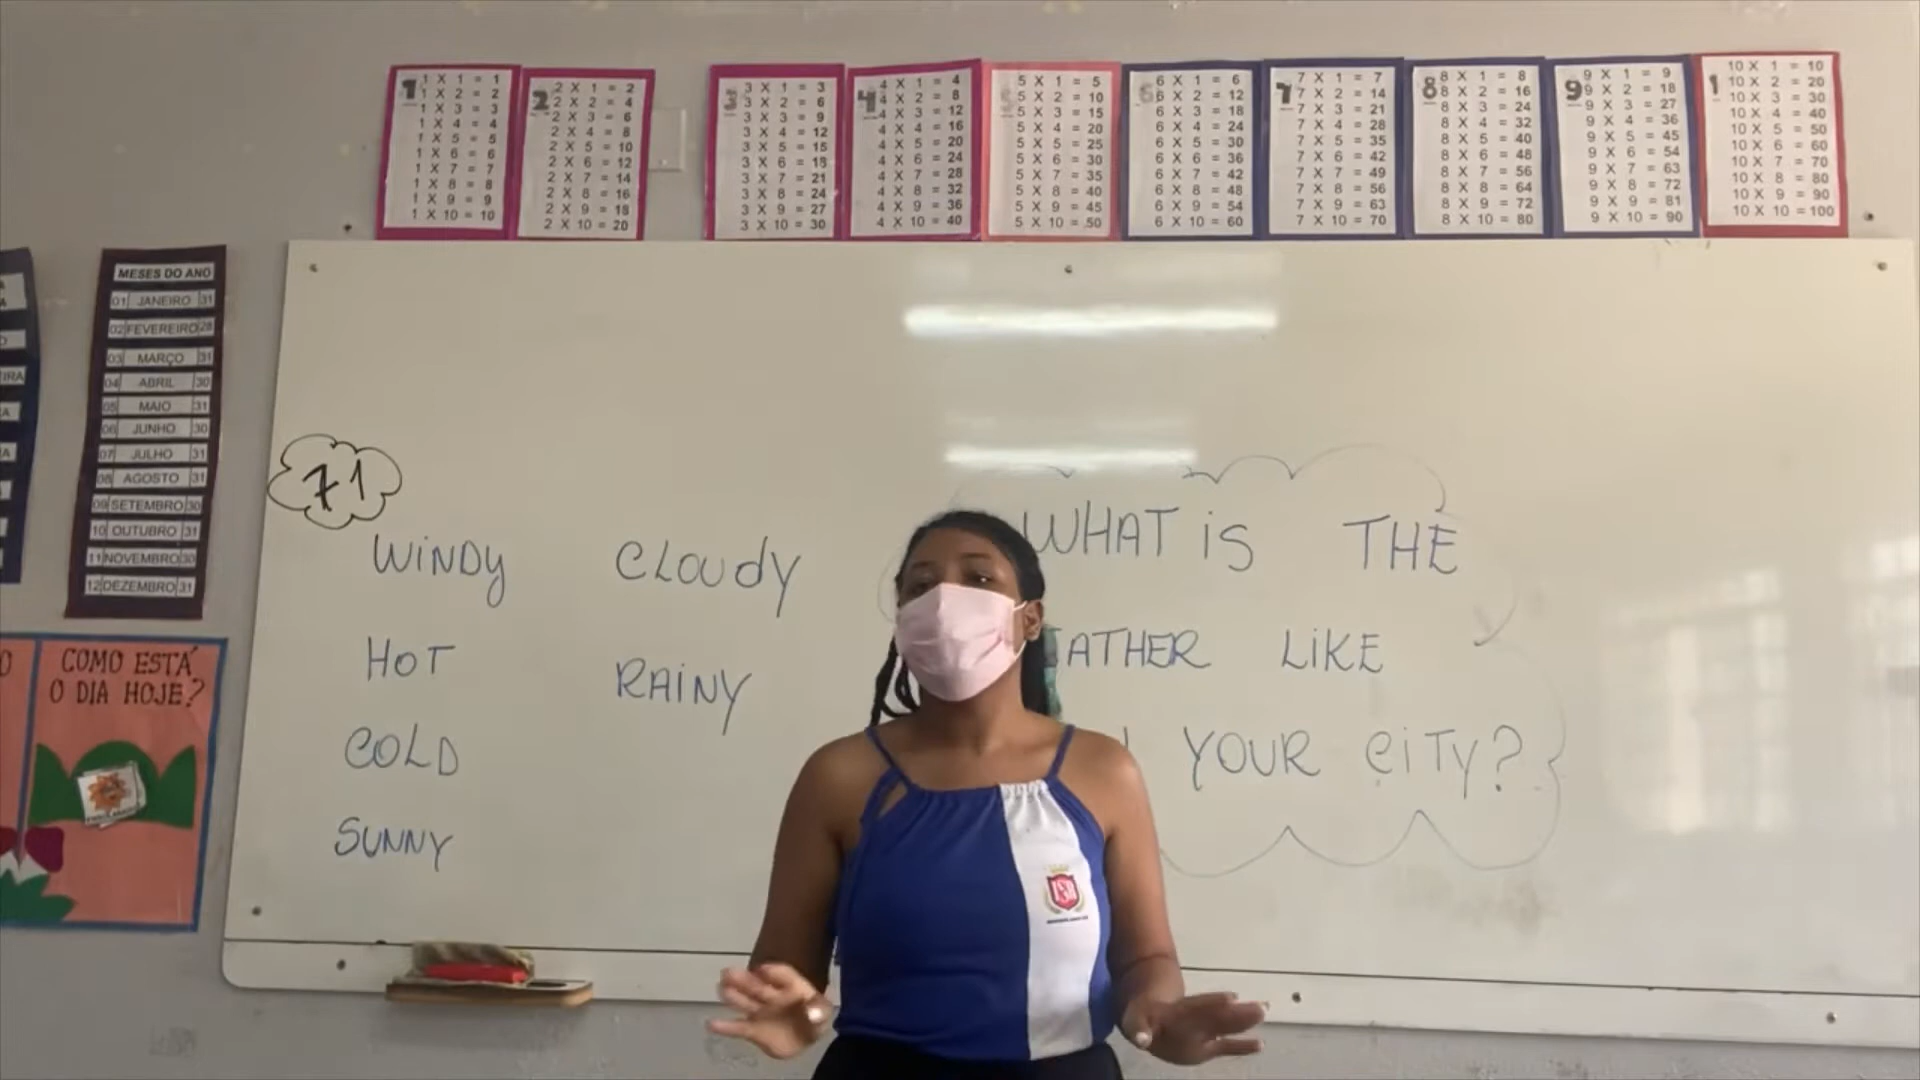 1 X 1 = 1
1 X 2 = 2
1 X 3 = 3
1 X 4 = 4
1 X 5 = 5
1 X 6 = 6
1 X 7 = 7
1 X 8 = 8
1 X 9 = 9
1 X 10 = 10
2
2 X 1 = 2
2 X 2 = 4
2 X 3 = 6
2 X 4 = 8
2 X 5 = 10
2 X 6 = 12
2 X 7 = 14
2 X 8 = 16
2 X 9 = 18
2 X 10 = 20
3
3 X 1 = 3
3 X 2 = 6
3 X 3 = 9
3 X 4 = 12
3 X 5 = 15
3 X 6 = 18
3 X 7 = 21
3 X 8 = 24
3 X 9 = 27
3 X 10 = 30
4
4 X 1 = 4
4 X 2 = 8
4 X 3 = 12
4 X 4 = 16
4 X 5 = 20
4 X 6 = 24
4 X 7 = 28
4 X 8 = 32
4 X 9 = 36
4 X 10 = 40
5
5 X 1 = 5
5 X 2 = 10
5 X 3 = 15
5 X 4 = 20
5 X 5 = 25
5 X 6 = 30
5 X 7 = 35
5 X 8 = 40
5 X 9 = 45
5 X 10 = 50
6
6 X 1 = 6
6 X 2 = 12
6 X 3 = 18
6 X 4 = 24
6 X 5 = 30
6 X 6 = 36
6 X 7 = 42
6 X 8 = 48
6 X 9 = 54
6 X 10 = 60
7
7 X 1 = 7
7 X 2 = 14
7 X 3 = 21
7 X 4 = 28
7 X 5 = 35
7 X 6 = 42
7 X 7 = 49
7 X 8 = 56
7 X 9 = 63
7 X 10 = 70
8
8 X 1 = 8
8 X 2 = 16
8 X 3 = 24
8 X 4 = 32
8 X 5 = 40
8 X 6 = 48
8 X 7 = 56
8 X 8 = 64
8 X 9 = 72
8 X 10 = 80
9
9 X 1 = 9
9 X 2 = 18
9 X 3 = 27
9 X 4 = 36
9 X 5 = 45
9 X 6 = 54
9 X 7 = 63
9 X 8 = 72
9 X 9 = 81
9 X 10 = 90
1
10 X 1 = 10
10 X 2 = 20
10 X 3 = 30
10 X 4 = 40
10 X 5 = 50
10 X 6 = 60
10 X 7 = 70
10 X 8 = 80
10 X 9 = 90
10 X 10 = 100
MESES DO ANO
01 JANEIRO 31
02 FEVEREIRO 28
03 MARÇO 31
04 ABRIL 30
05 MAIO 31
06 JUNHO 30
07 JULHO 31
08 AGOSTO 31
09 SETEMBRO 30
10 OUTUBRO 31
11 NOVEMBRO 30
12 DEZEMBRO 31
COMO ESTÁ
O DIA HOJE?
71
WINDY
HOT
COLD
SUNNY
CLOUDY
RAINY
WHAT IS THE
ATHER LIKE
YOUR CITY?